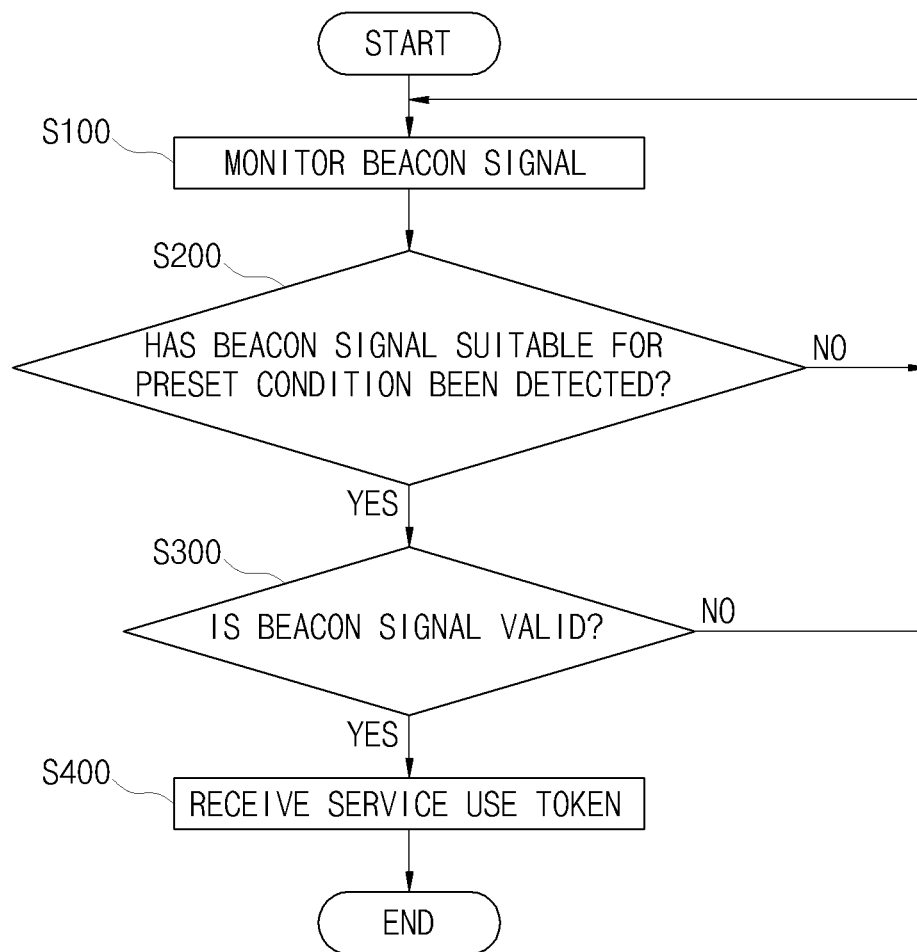 START
S100
MONITOR BEACON SIGNAL
S200
HAS BEACON SIGNAL SUITABLE FOR
PRESET CONDITION BEEN DETECTED?
NO
YES
S300
IS BEACON SIGNAL VALID?
NO
YES
S400
RECEIVE SERVICE USE TOKEN
END